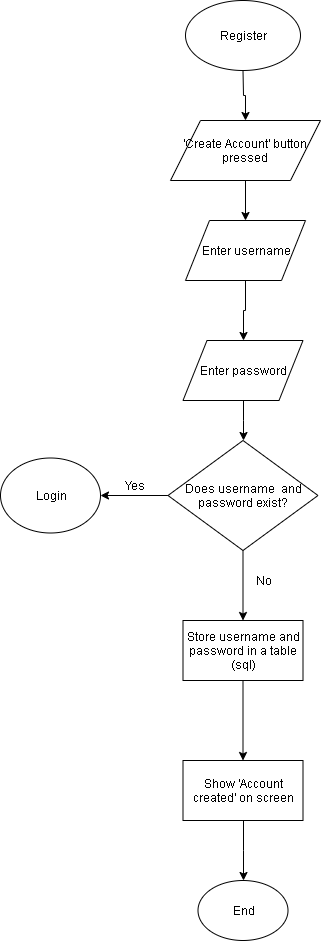 Register
'Create Account' button
pressed
Enter username
Enter password
Does username and
password exist?
Yes
Login
No
Store username and
password in a table
(sql)
Show 'Account
created' on screen
End